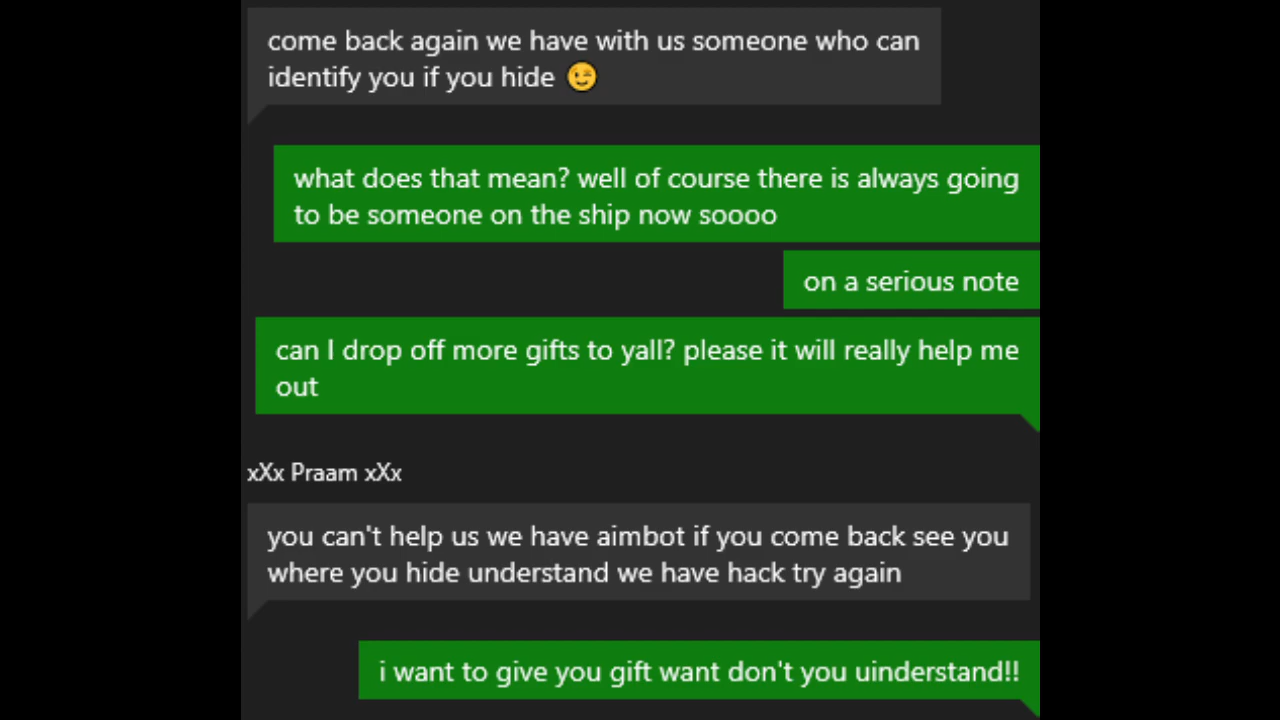 come back again we have with us someone who can
identify you if you hide 😉
what does that mean? well of course there is always going
to be someone on the ship now soooo
on a serious note
can I drop off more gifts to yall? please it will really help me
out
xXx Praam xXx
you can't help us we have aimbot if you come back see you
where you hide understand we have hack try again
i want to give you gift want don't you uinderstand!!